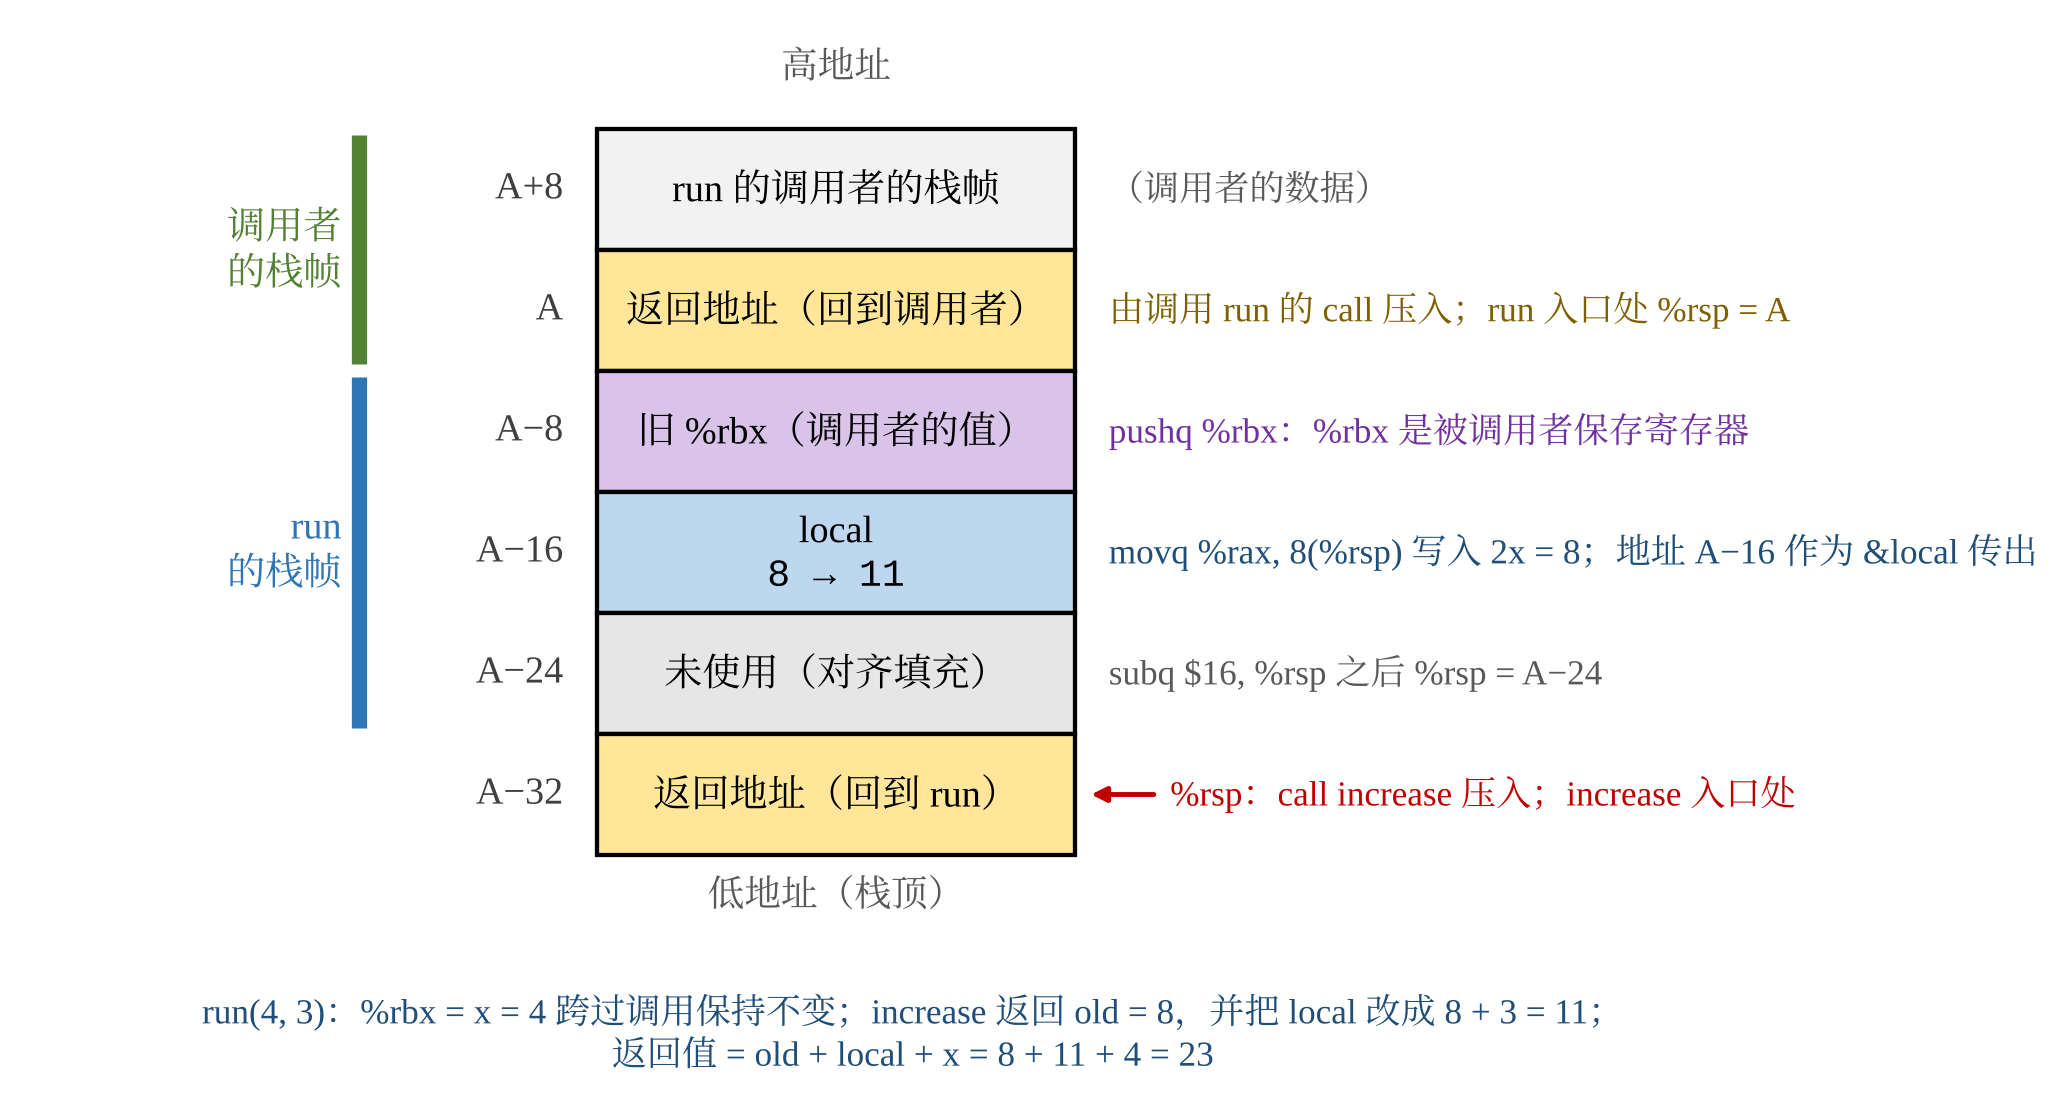 高地址
调用者
的栈帧
A+8
run 的调用者的栈帧
（调用者的数据）
A
返回地址（回到调用者）
由调用 run 的 call 压入；run 入口处 %rsp = A
A−8
旧 %rbx（调用者的值）
pushq %rbx：%rbx 是被调用者保存寄存器
run
的栈帧
A−16
local
8 → 11
movq %rax, 8(%rsp) 写入 2x = 8；地址 A−16 作为 &local 传出
A−24
未使用（对齐填充）
subq $16, %rsp 之后 %rsp = A−24
A−32
返回地址（回到 run）
%rsp：call increase 压入；increase 入口处
低地址（栈顶）
run(4, 3)：%rbx = x = 4 跨过调用保持不变；increase 返回 old = 8，并把 local 改成 8 + 3 = 11；
返回值 = old + local + x = 8 + 11 + 4 = 23